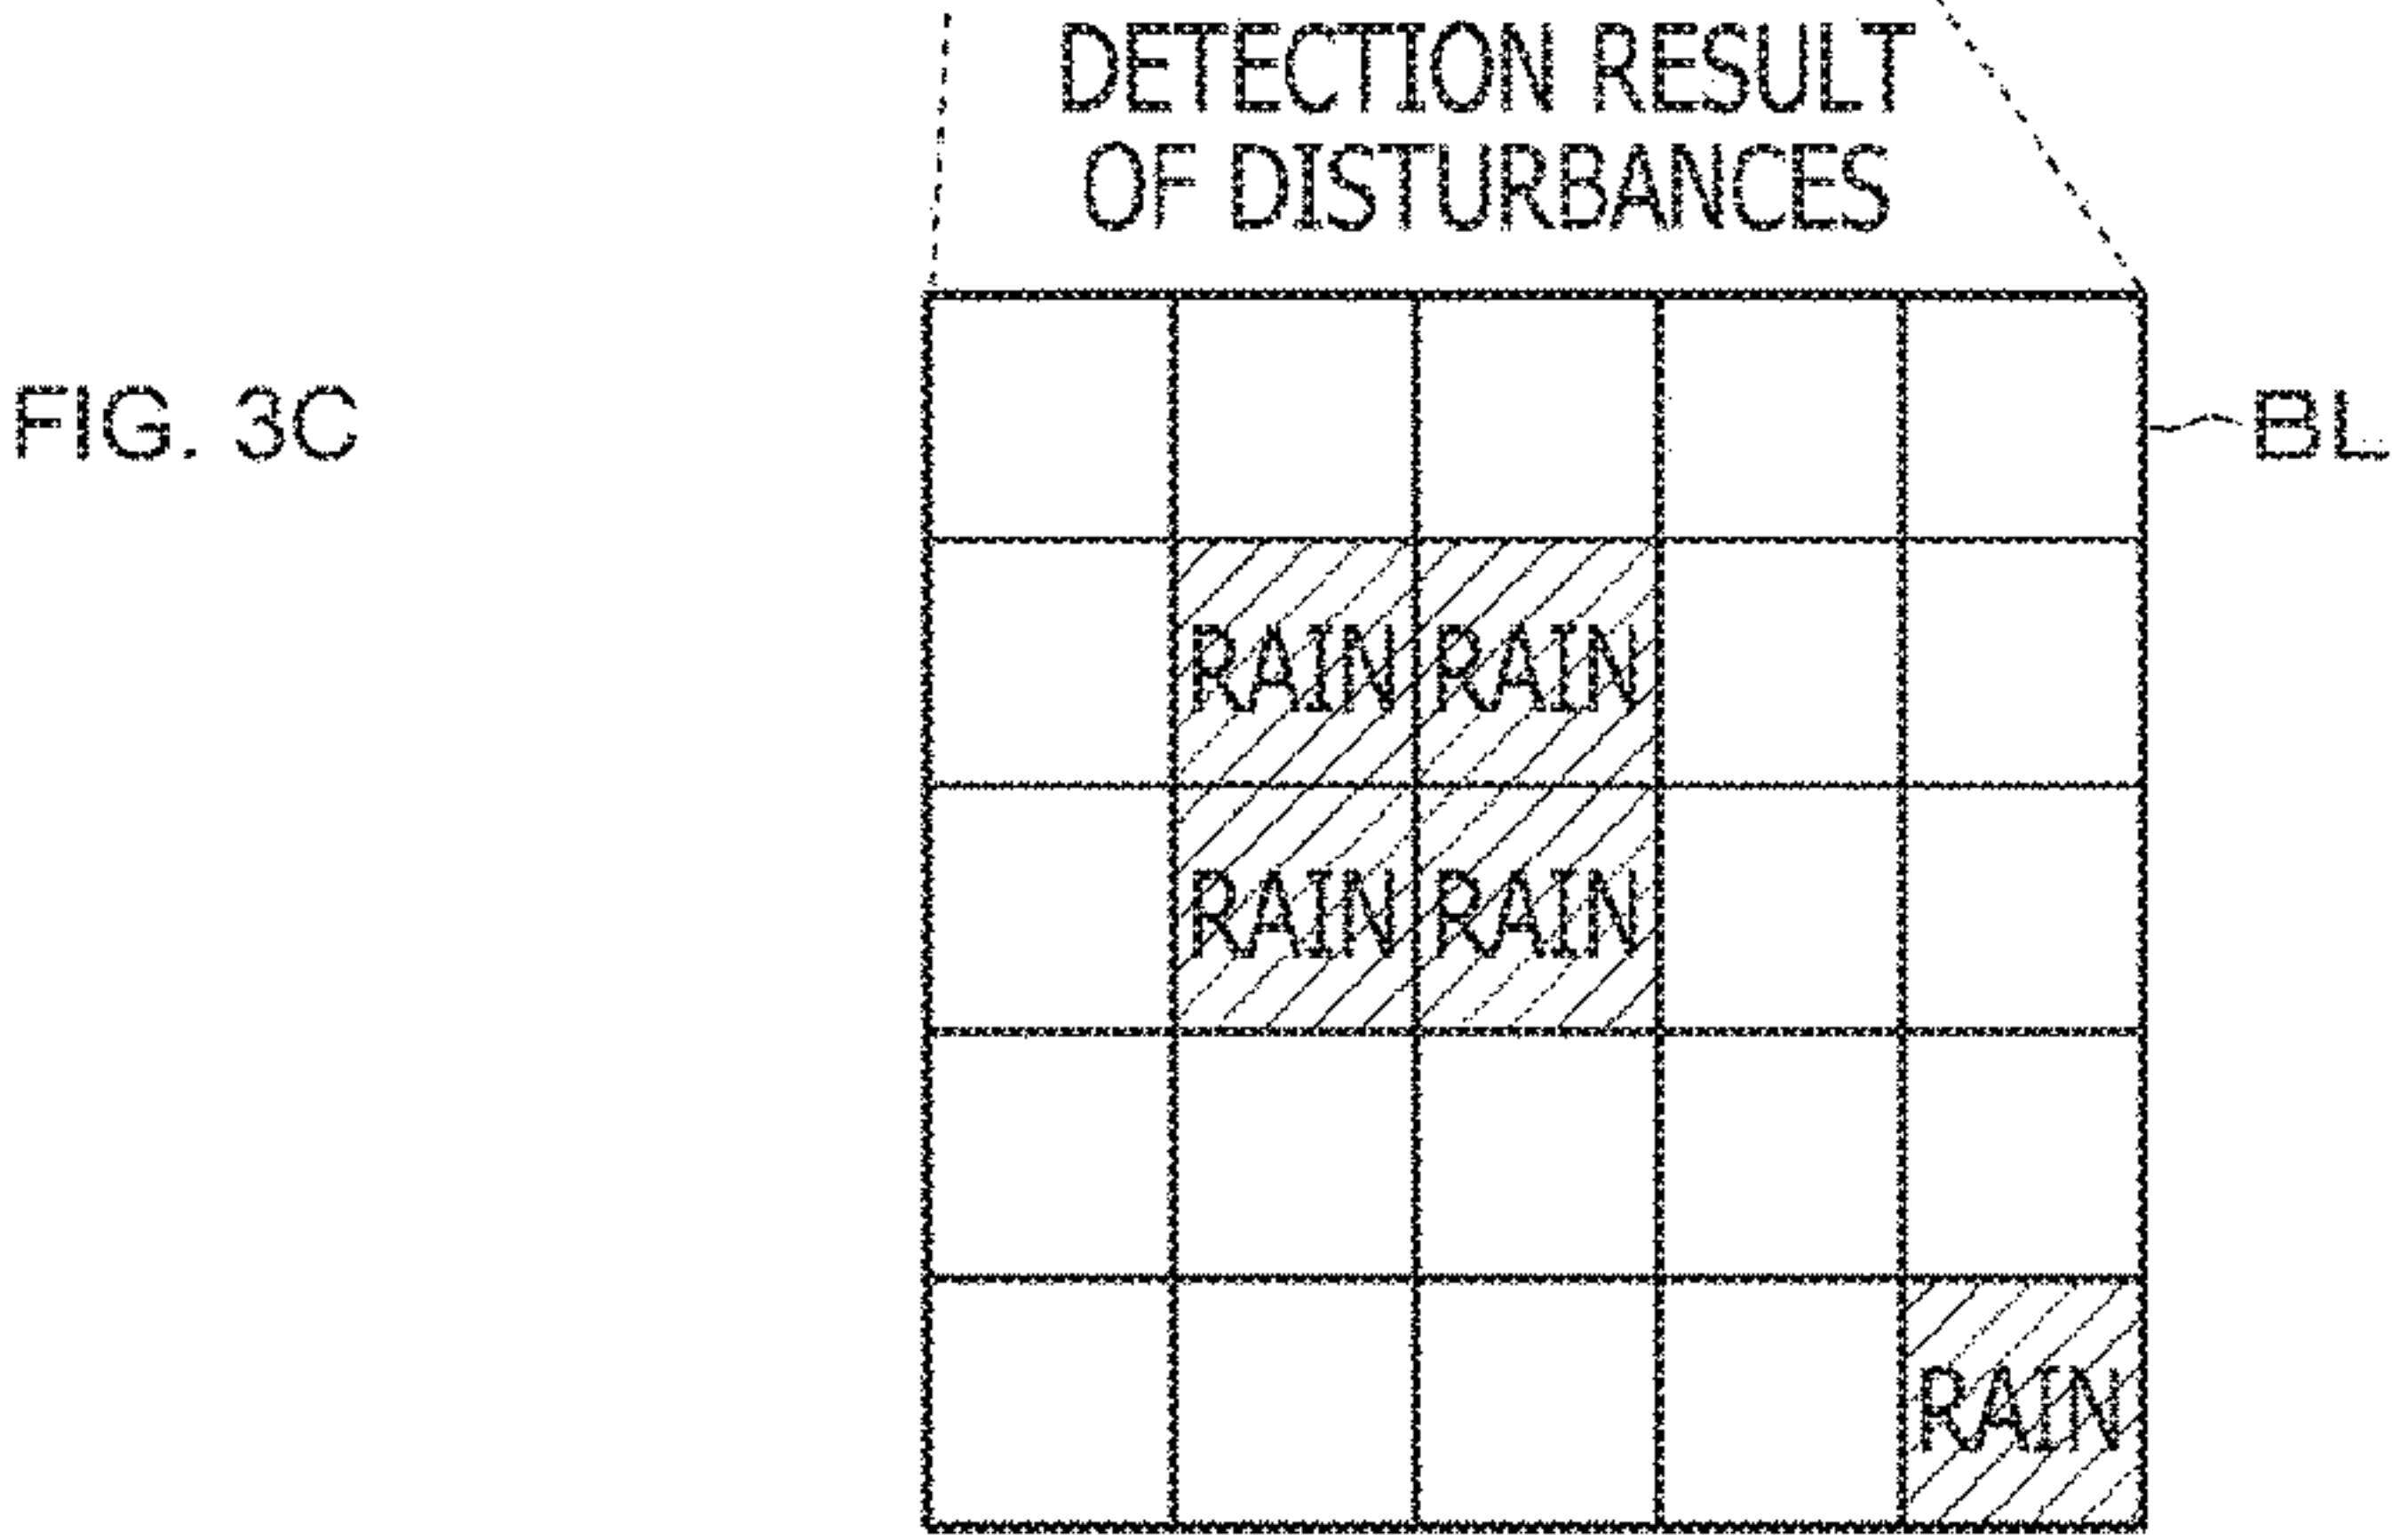 DETECTION RESULT
OF DISTURBANCES
FIG. 3C
BL
RAIN RAIN
RAIN RAIN
RAIN